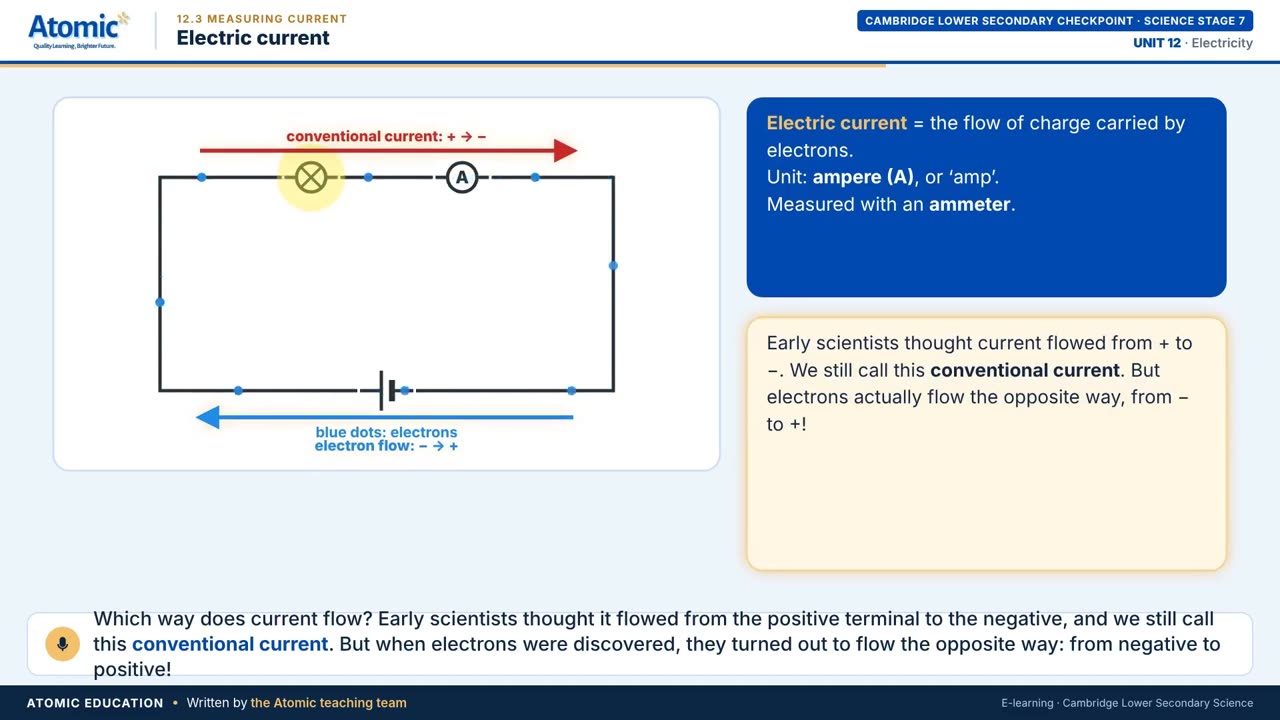 Atomic
Quality Learning, Brighter Future.
12.3 MEASURING CURRENT
Electric current
CAMBRIDGE LOWER SECONDARY CHECKPOINT · SCIENCE STAGE 7
UNIT 12 · Electricity
conventional current: + → −
A
blue dots: electrons
electron flow: − → +
Electric current = the flow of charge carried by
electrons.
Unit: ampere (A), or ‘amp’.
Measured with an ammeter.
Early scientists thought current flowed from + to
−. We still call this conventional current. But
electrons actually flow the opposite way, from −
to +!
Which way does current flow? Early scientists thought it flowed from the positive terminal to the negative, and we still call
this conventional current. But when electrons were discovered, they turned out to flow the opposite way: from negative to
positive!
ATOMIC EDUCATION • Written by the Atomic teaching team
E-learning · Cambridge Lower Secondary Science